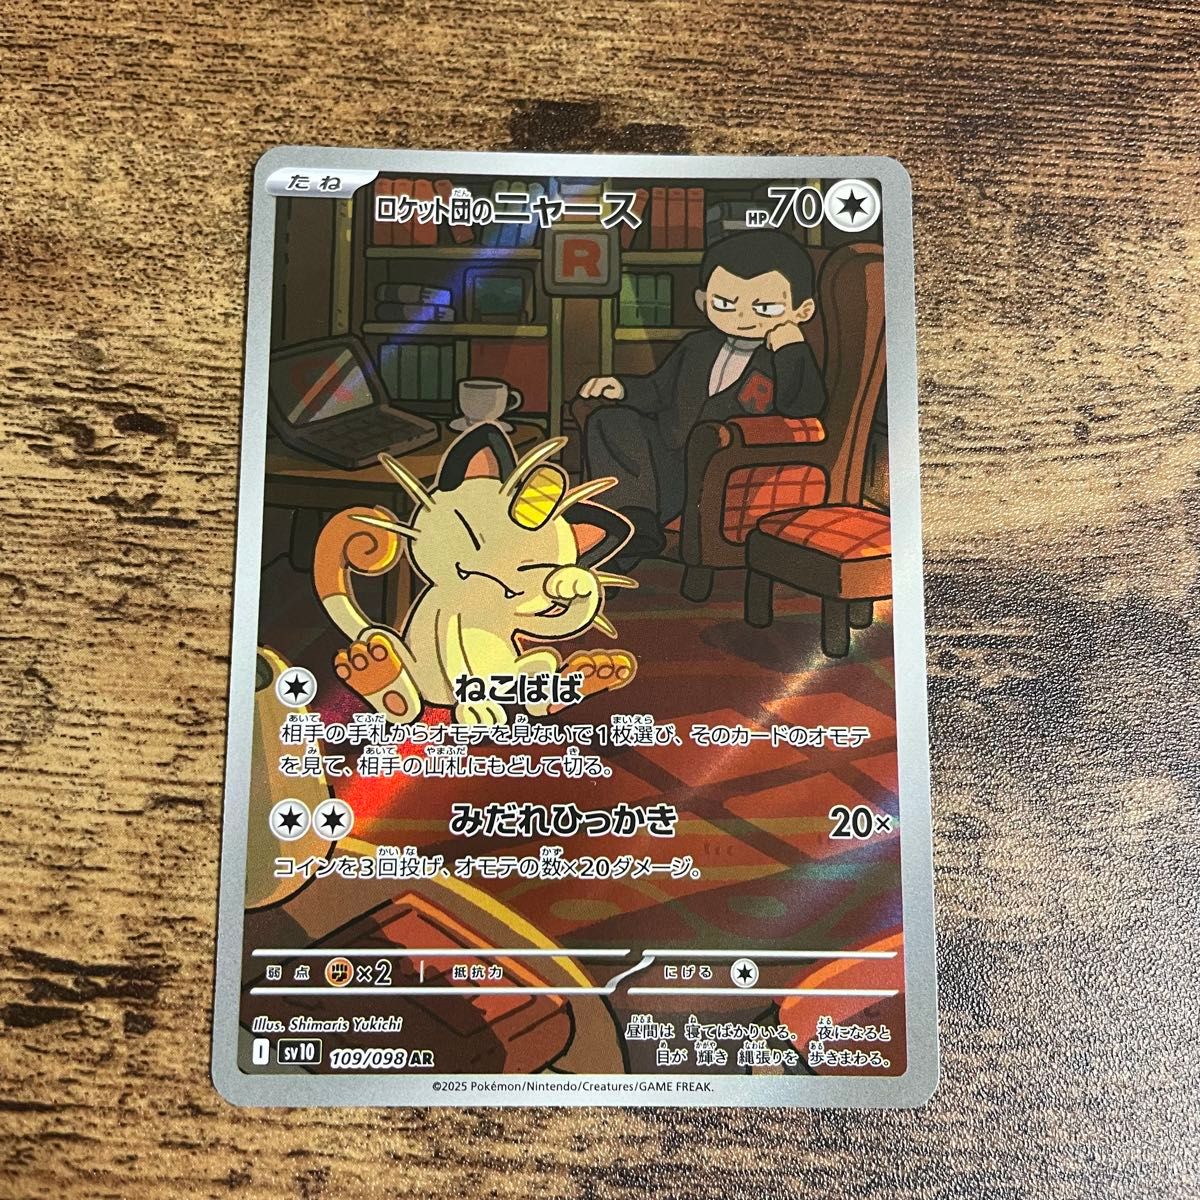 たね
ロケット団のニャース
HP70
R
R
ねこばば
相手の手札からオモテを見ないで1枚選び、そのカードのオモテ
を見て、相手の山札にもどして切る。
みだれひっかき 20×
コインを3回投げ、オモテの数×20ダメージ。
弱点 ×2 抵抗力 にげる
Illus. Shimaris Yukichi
昼間は 寝てばかりいる。 夜になると
目が 輝き 縄張りを 歩きまわる。
I sv10 109/098 AR
©2025 Pokémon/Nintendo/Creatures/GAME FREAK.